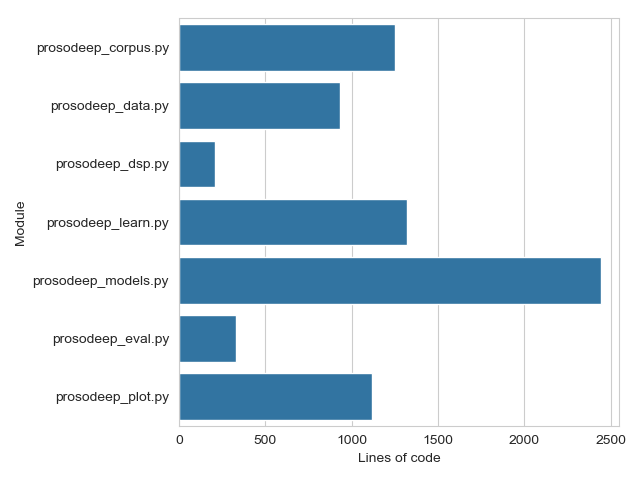 prosodeep_corpus.py
prosodeep_data.py
prosodeep_dsp.py
prosodeep_learn.py
prosodeep_models.py
prosodeep_eval.py
prosodeep_plot.py
Module
0 500 1000 1500 2000 2500
Lines of code